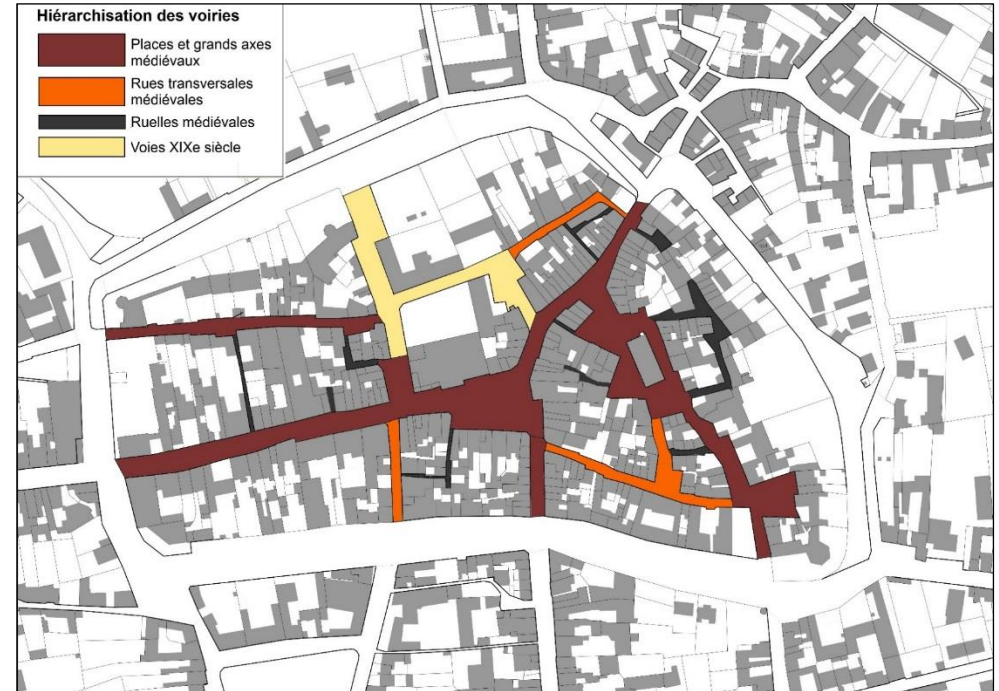 Hiérarchisation des voiries
Places et grands axes
médiévaux
Rues transversales
médiévales
Ruelles médiévales
Voies XIXe siècle